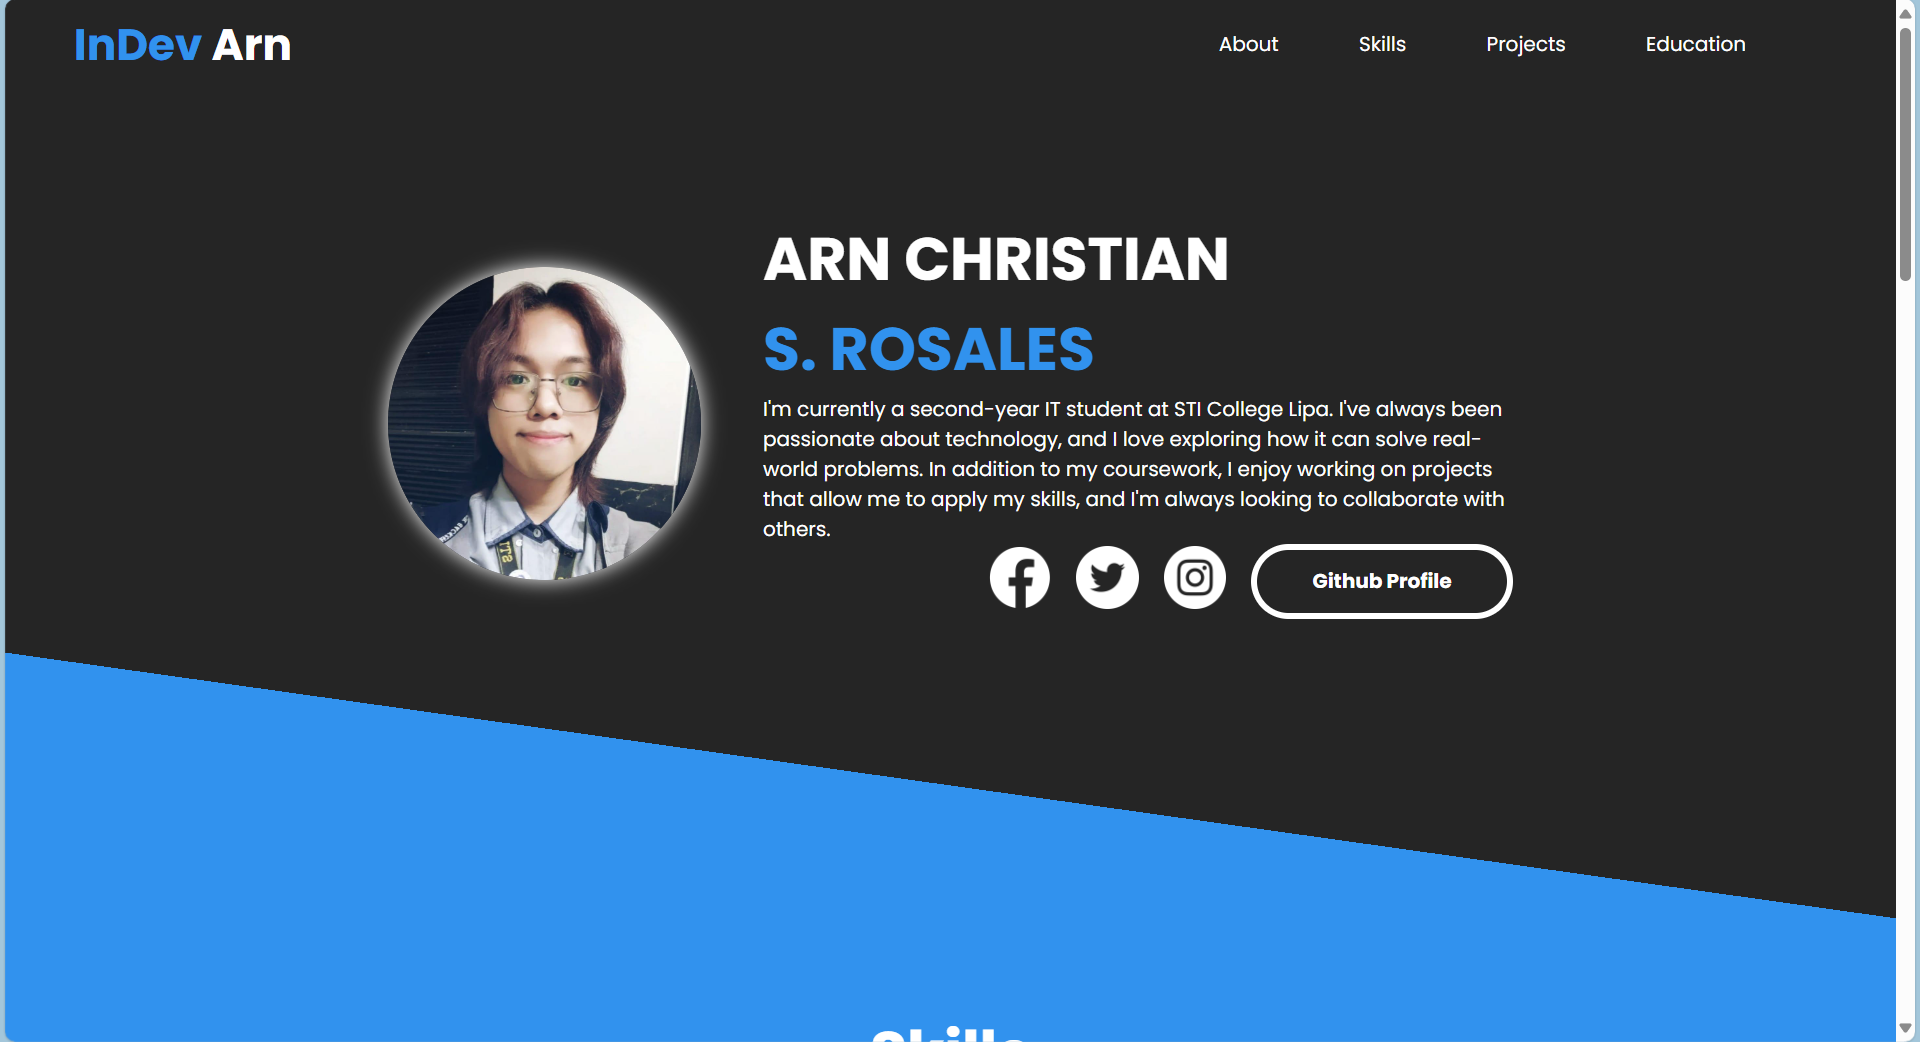 InDev Arn
About
Skills
Projects
Education
ARN CHRISTIAN
S. ROSALES
I'm currently a second-year IT student at STI College Lipa. I've always been
passionate about technology, and I love exploring how it can solve real-
world problems. In addition to my coursework, I enjoy working on projects
that allow me to apply my skills, and I'm always looking to collaborate with
others.
Github Profile
Skills